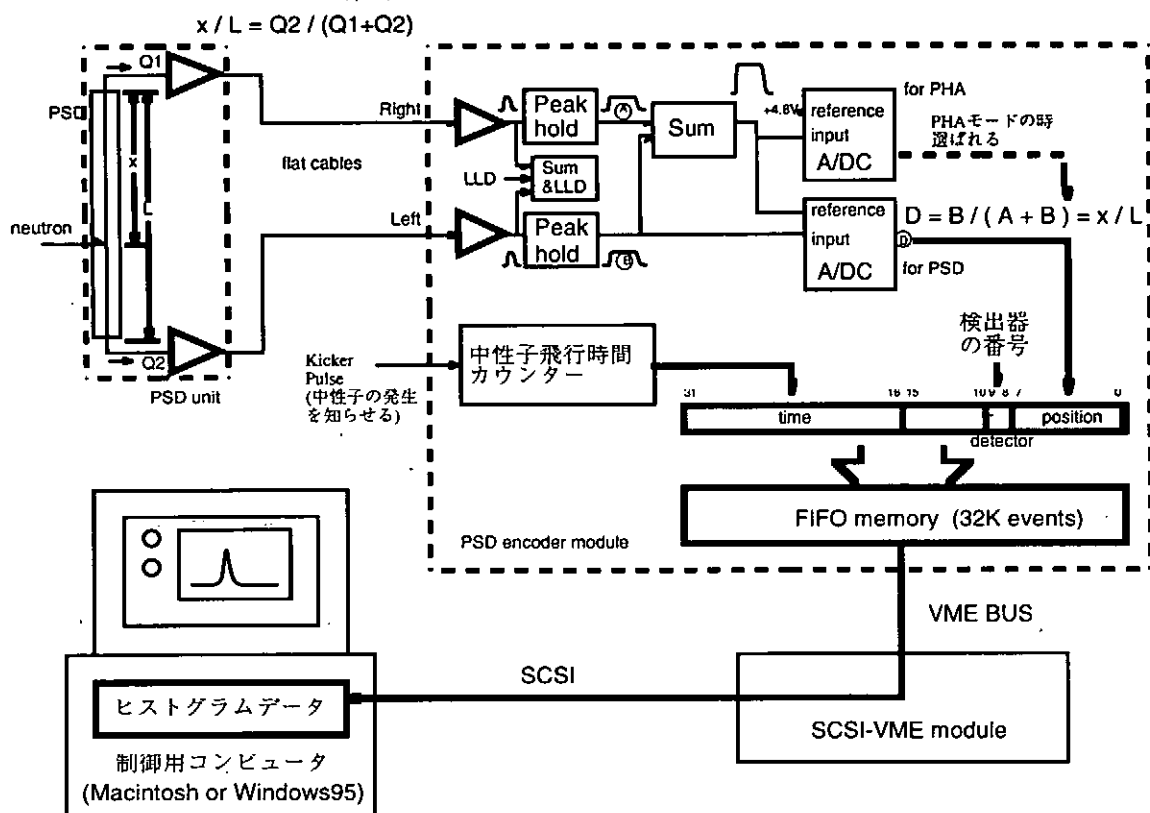 x / L = Q2 / (Q1+Q2)
Q1
PSD
x
L
neutron
Q2
PSD unit
flat cables
Right
Left
Peak
hold
A
LLD
Sum
&LLD
Peak
hold
B
Sum
+4.8V
reference
input
A/DC
for PHA
PHAモードの時
選ばれる
reference
input
A/DC
D
D = B / ( A + B ) = x / L
for PSD
Kicker
Pulse
(中性子の発生
を知らせる)
中性子飛行時間
カウンター
検出器
の番号
31
16 15
10 9 8 7
0
time
position
detector
FIFO memory (32K events)
PSD encoder module
VME BUS
SCSI
SCSI-VME module
ヒストグラムデータ
制御用コンピュータ
(Macintosh or Windows95)